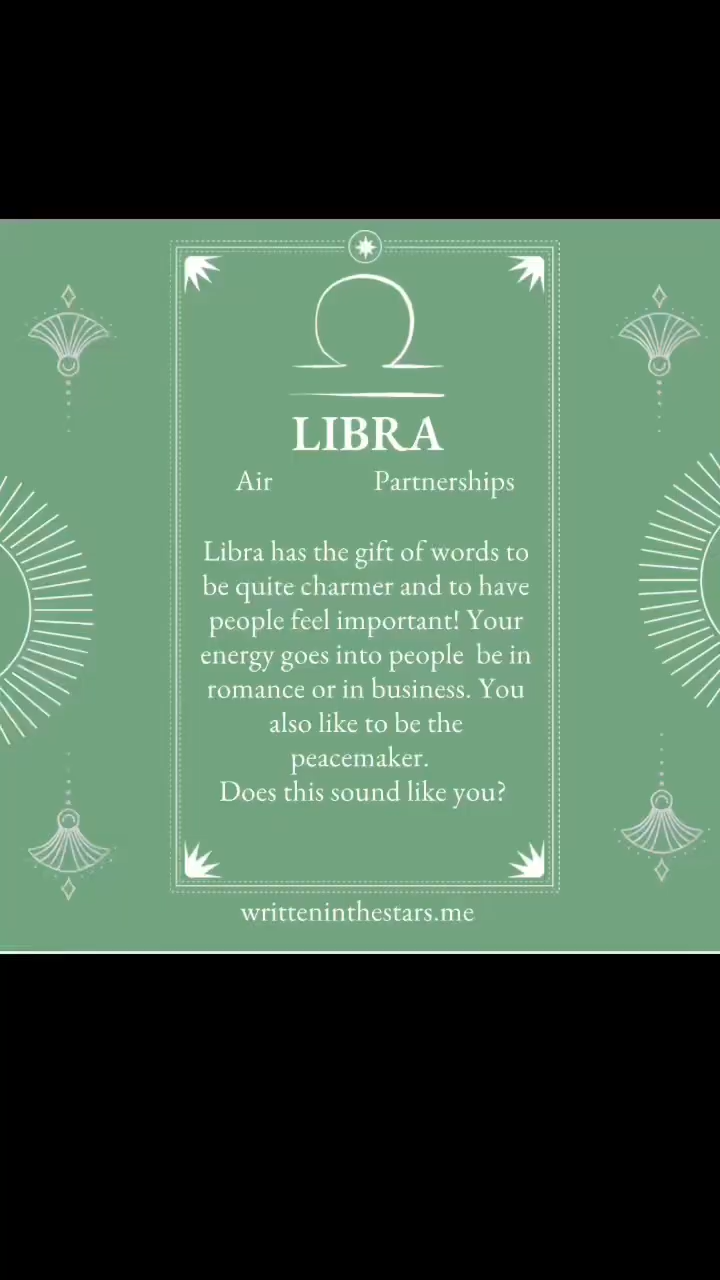 LIBRA
Air Partnerships
Libra has the gift of words to
be quite charmer and to have
people feel important! Your
energy goes into people  be in
romance or in business. You
also like to be the
peacemaker.
Does this sound like you?
writteninthestars.me